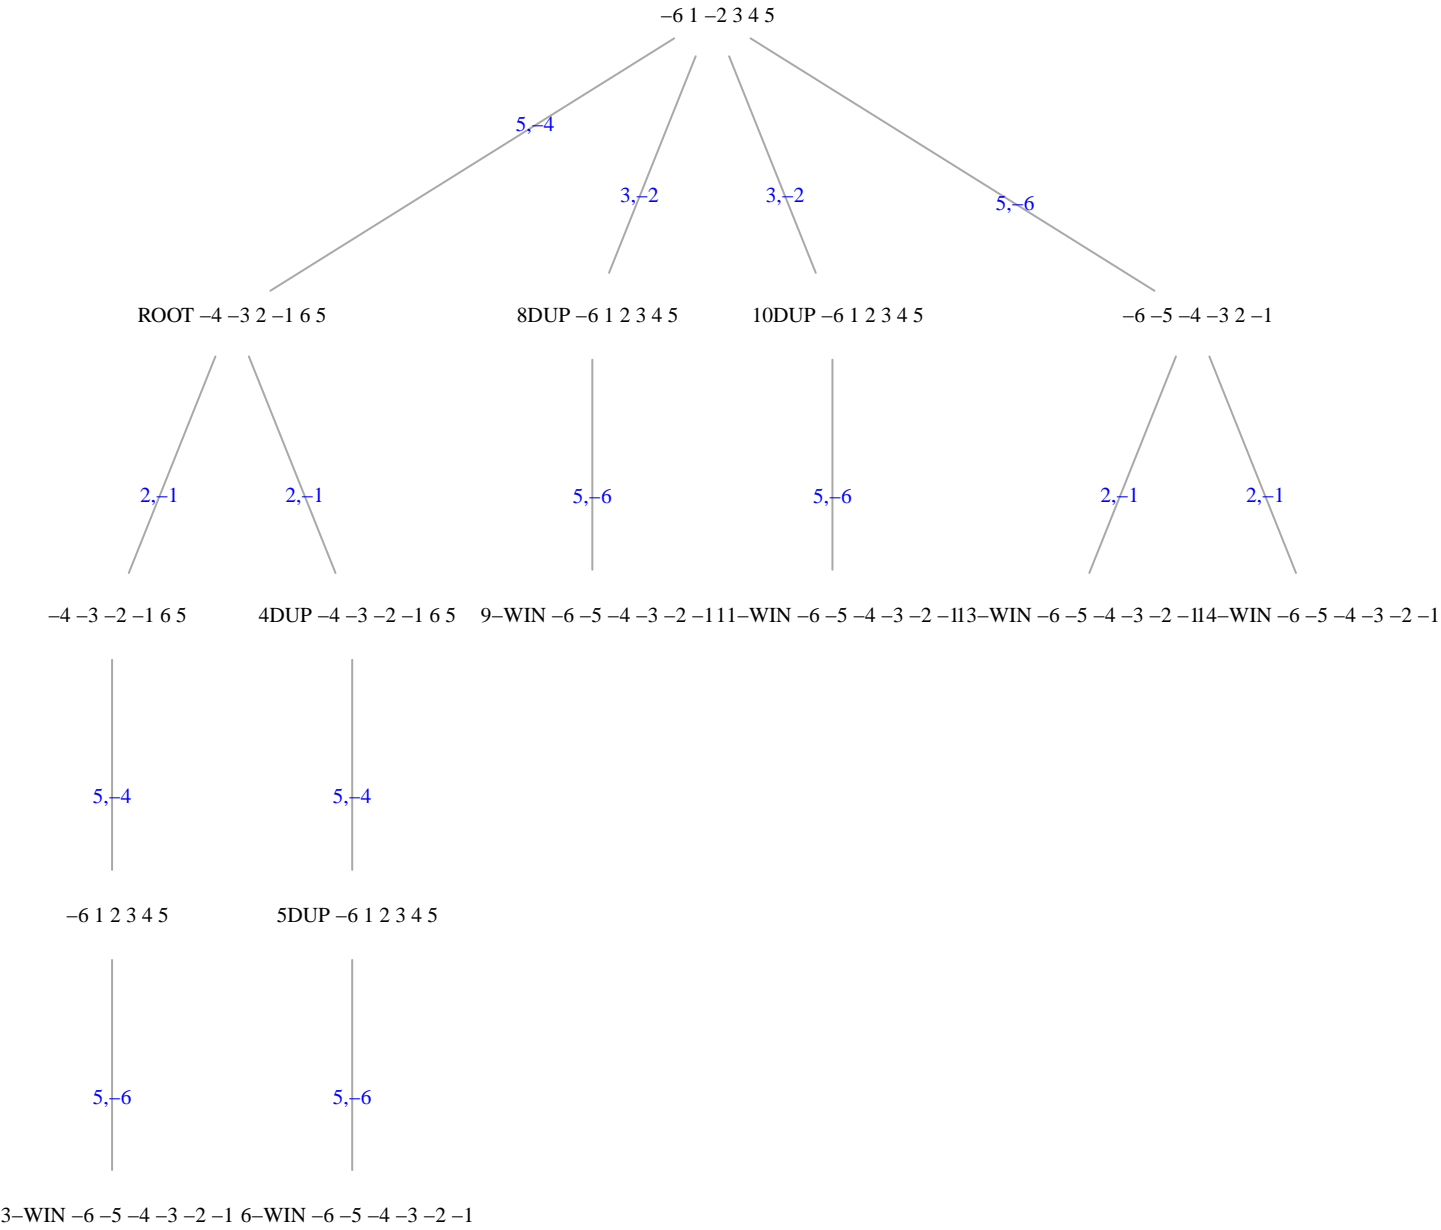 –6 1 –2 3 4 5
5,–4
3,–2
3,–2
5,–6
ROOT –4 –3 2 –1 6 5
8DUP –6 1 2 3 4 5
10DUP –6 1 2 3 4 5
–6 –5 –4 –3 2 –1
2,–1
2,–1
5,–6
5,–6
2,–1
2,–1
–4 –3 –2 –1 6 5
4DUP –4 –3 –2 –1 6 5
9–WIN –6 –5 –4 –3 –2 –1
11–WIN –6 –5 –4 –3 –2 –1
13–WIN –6 –5 –4 –3 –2 –1
14–WIN –6 –5 –4 –3 –2 –1
5,–4
5,–4
–6 1 2 3 4 5
5DUP –6 1 2 3 4 5
5,–6
5,–6
3–WIN –6 –5 –4 –3 –2 –1
6–WIN –6 –5 –4 –3 –2 –1